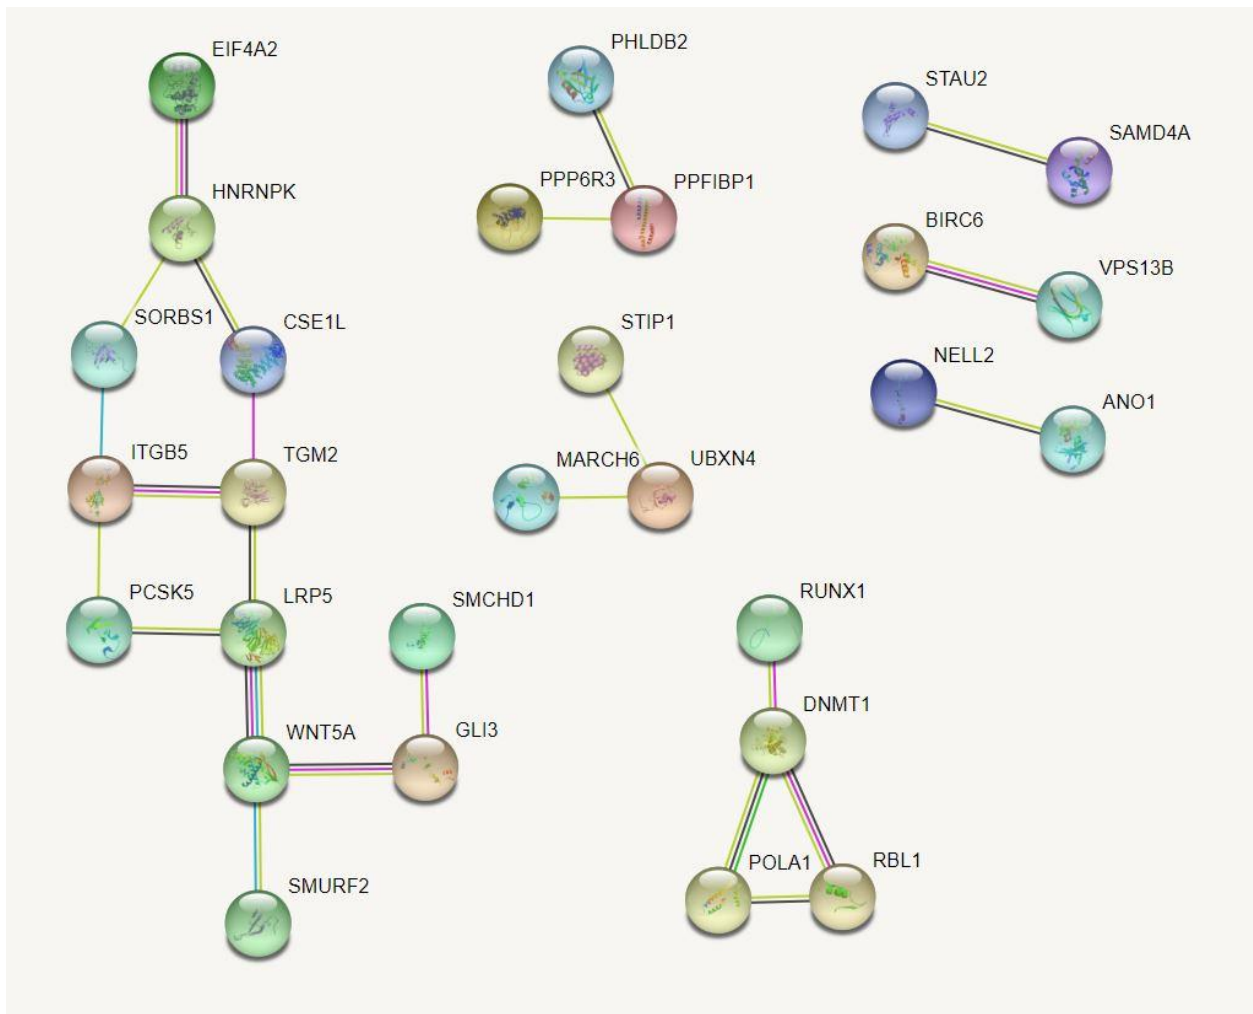 EIF4A2
PHLDB2
STAU2
SAMD4A
HNRNPK
PPP6R3
PPFIBP1
BIRC6
VPS13B
SORBS1
CSE1L
STIP1
NELL2
ANO1
ITGB5
TGM2
MARCH6
UBXN4
PCSK5
LRP5
SMCHD1
RUNX1
DNMT1
WNT5A
GLI3
POLA1
RBL1
SMURF2